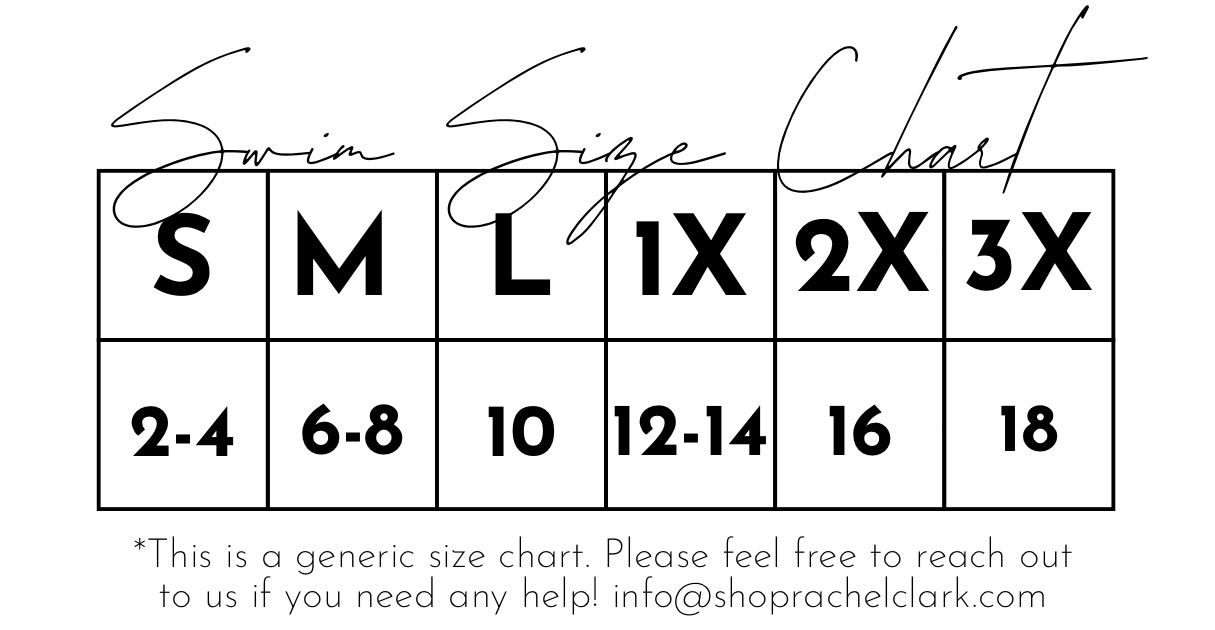 Swim Size Chart
S M L 1X 2X 3X
2-4 6-8 10 12-14 16 18
*This is a generic size chart. Please feel free to reach out
to us if you need any help! info@shoprachelclark.com